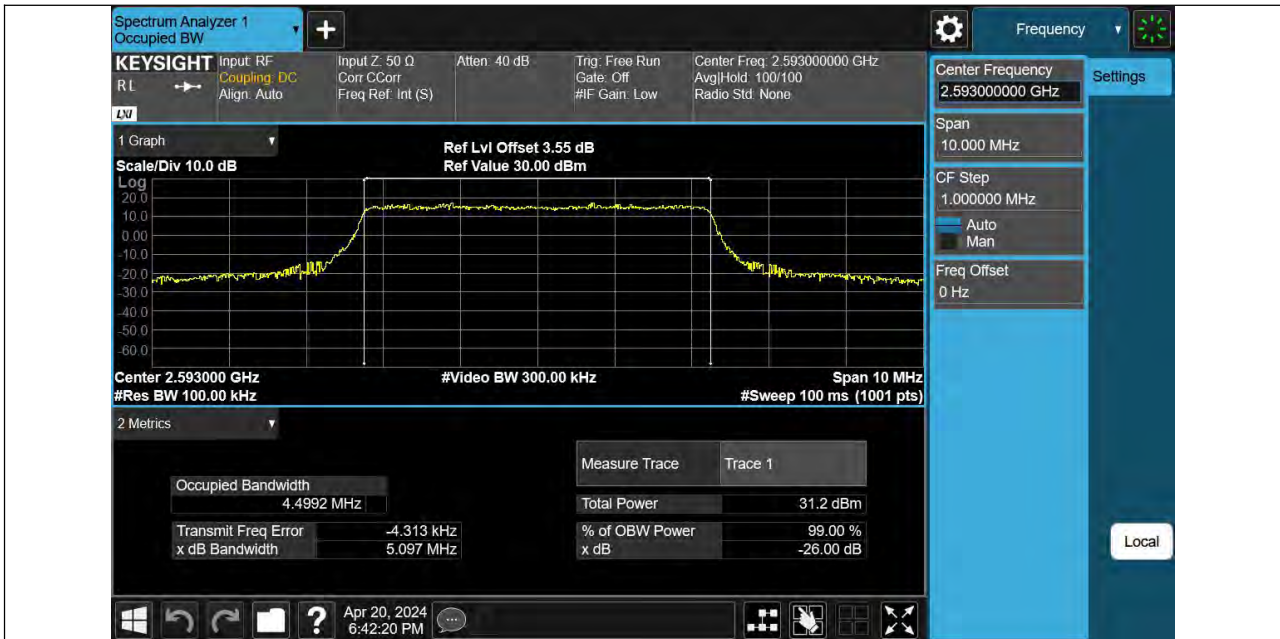 Spectrum Analyzer 1
Occupied BW
Frequency
KEYSIGHT
RL
LXI
Input: RF
Coupling: DC
Align: Auto
Input Z: 50 Ω
Corr CCorr
Freq Ref: Int (S)
Atten: 40 dB
Trig: Free Run
Gate: Off
#IF Gain: Low
Center Freq: 2.593000000 GHz
Avg|Hold: 100/100
Radio Std: None
Center Frequency
2.593000000 GHz
Settings
Span
10.000 MHz
CF Step
1.000000 MHz
Auto
Man
Freq Offset
0 Hz
1 Graph
Scale/Div 10.0 dB
Ref Lvl Offset 3.55 dB
Ref Value 30.00 dBm
Log
20.0
10.0
0.00
-10.0
-20.0
-30.0
-40.0
-50.0
-60.0
Center 2.593000 GHz
#Video BW 300.00 kHz
Span 10 MHz
#Res BW 100.00 kHz
#Sweep 100 ms (1001 pts)
2 Metrics
Measure Trace Trace 1
Occupied Bandwidth
4.4992 MHz
Total Power 31.2 dBm
Transmit Freq Error -4.313 kHz
% of OBW Power 99.00 %
x dB Bandwidth 5.097 MHz
x dB -26.00 dB
Local
?
Apr 20, 2024
6:42:20 PM